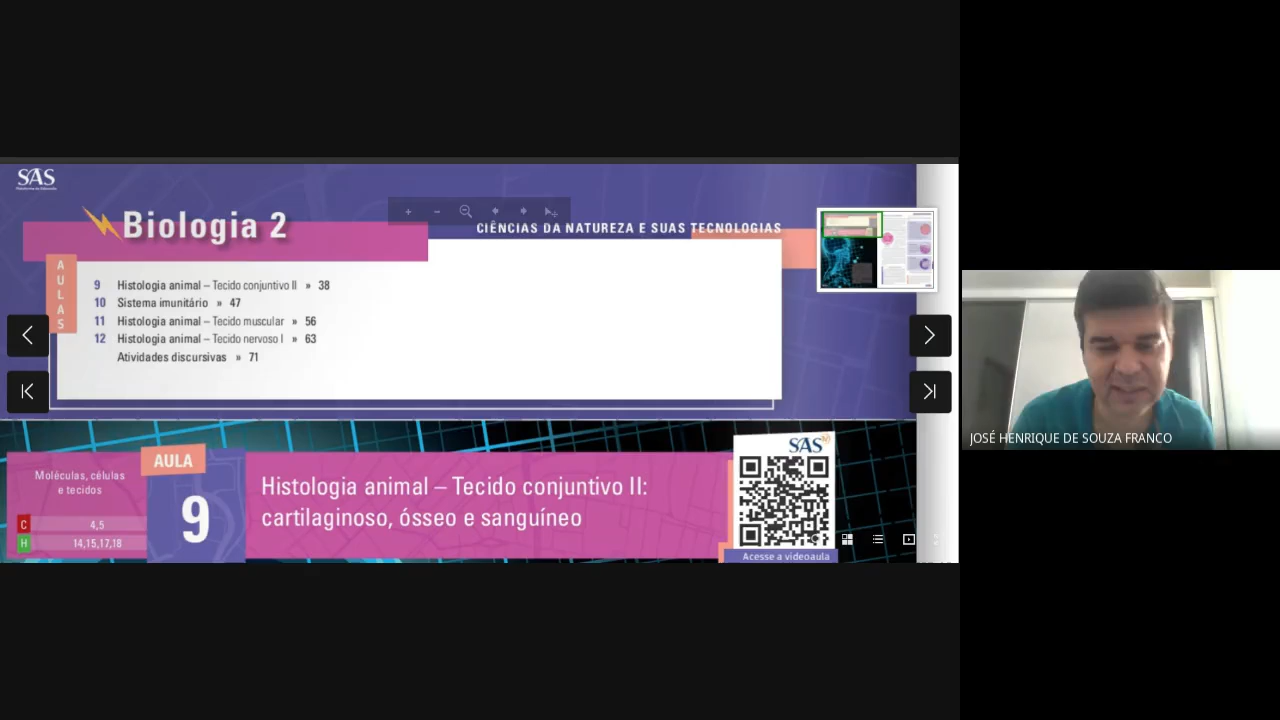 SAS
Plataforma de Educação
Biologia 2
CIÊNCIAS DA NATUREZA E SUAS TECNOLOGIAS
AULAS
9 Histologia animal – Tecido conjuntivo II » 38
10 Sistema imunitário » 47
11 Histologia animal – Tecido muscular » 56
12 Histologia animal – Tecido nervoso I » 63
Atividades discursivas » 71
Moléculas, células
e tecidos
C 4,5
H 14,15,17,18
AULA
9
Histologia animal – Tecido conjuntivo II:
cartilaginoso, ósseo e sanguíneo
SAS
Acesse a videoaula
JOSÉ HENRIQUE DE SOUZA FRANCO